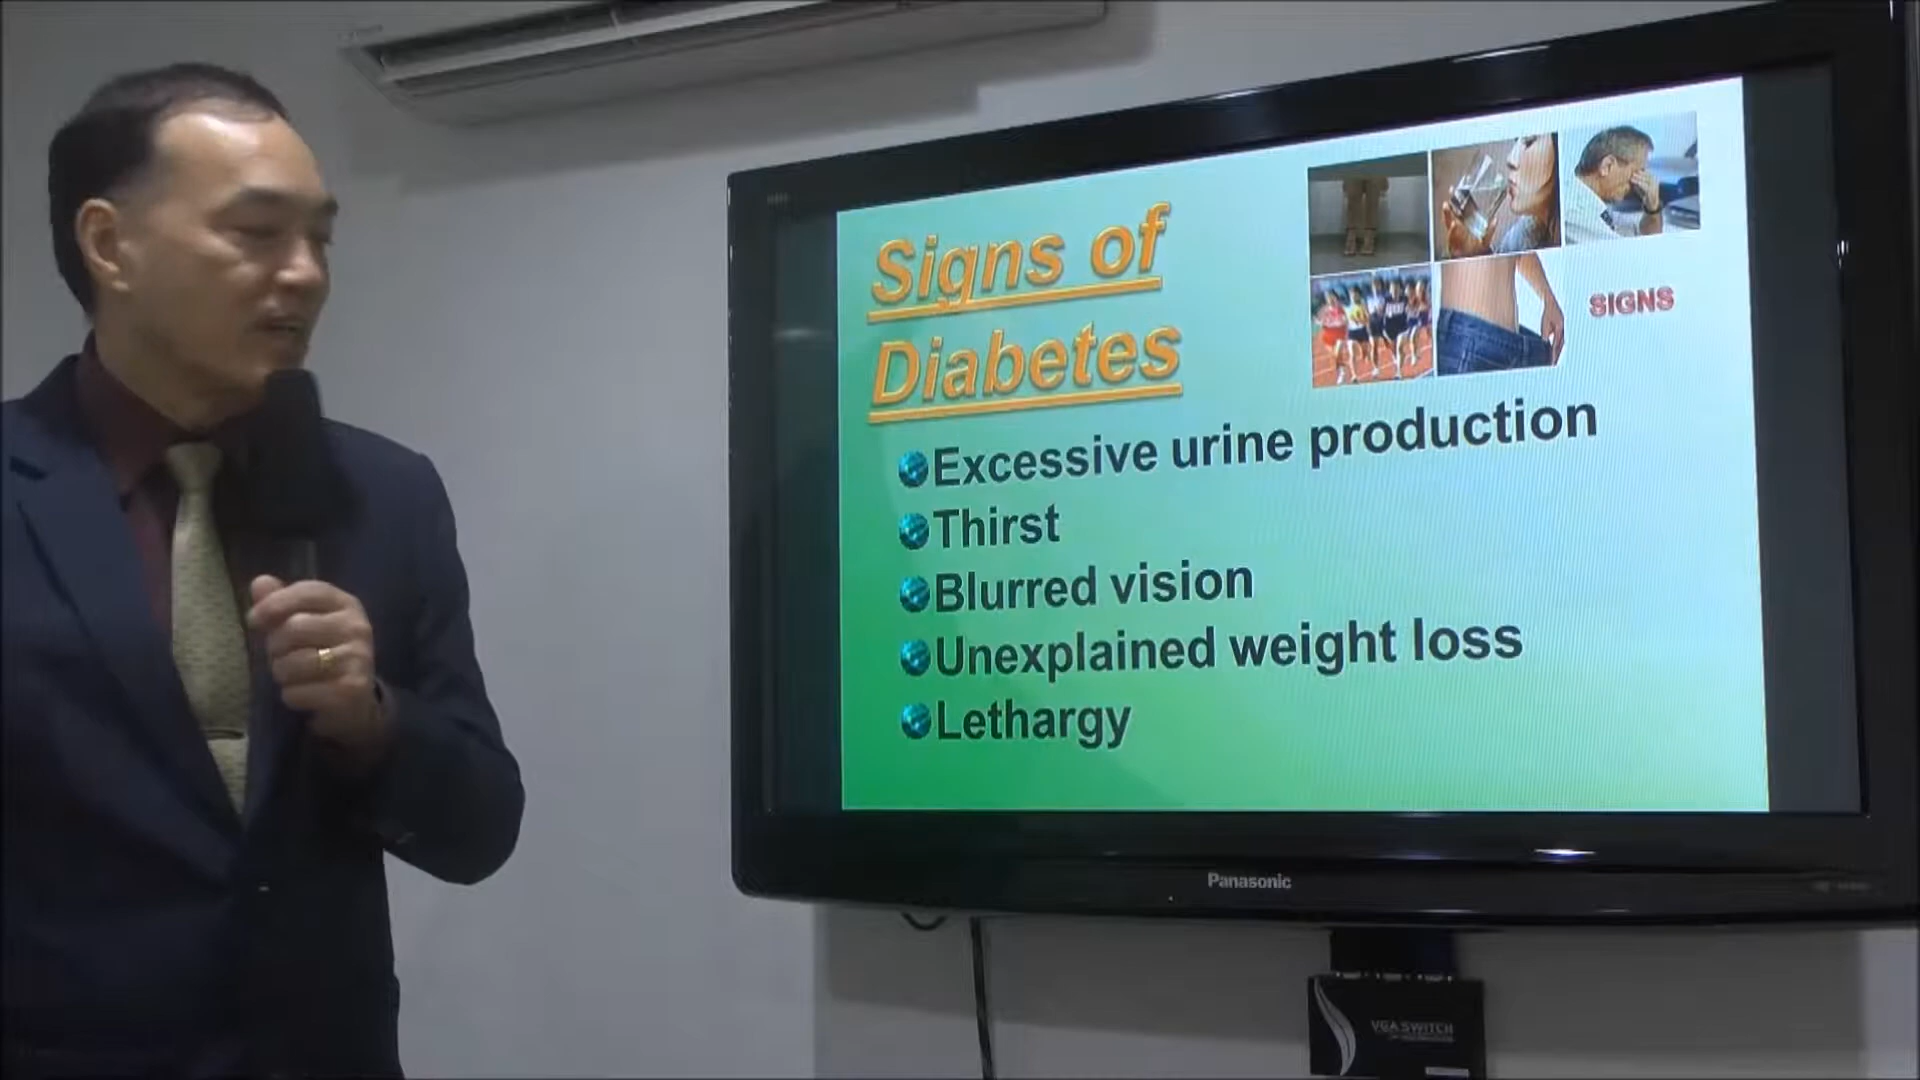 Signs of
Diabetes
SIGNS
Excessive urine production
Thirst
Blurred vision
Unexplained weight loss
Lethargy
Panasonic
VGA SWITCH